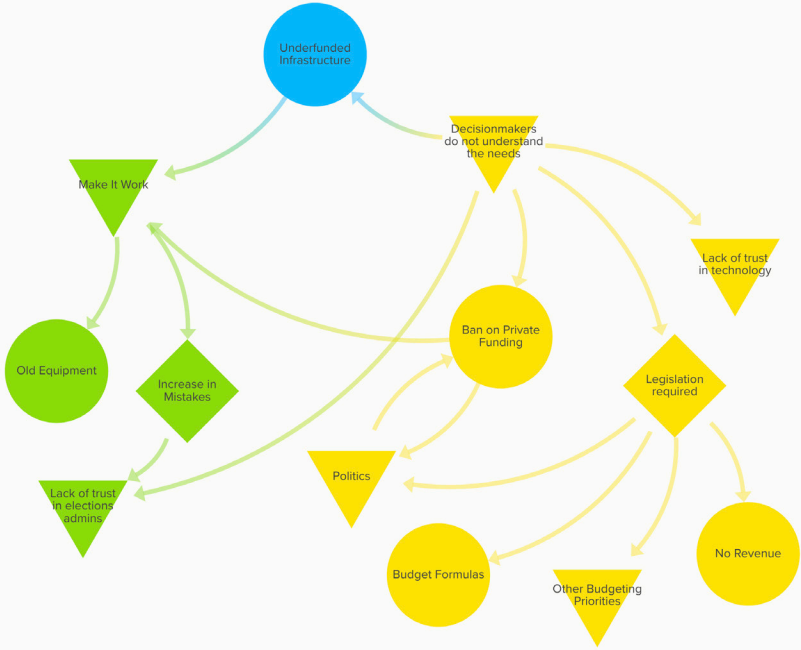 Underfunded
Infrastructure
Decisionmakers
do not understand
the needs
Make It Work
Lack of trust
in technology
Ban on Private
Funding
Old Equipment
Increase in
Mistakes
Legislation
required
Politics
Lack of trust
in elections
admins
No Revenue
Budget Formulas
Other Budgeting
Priorities